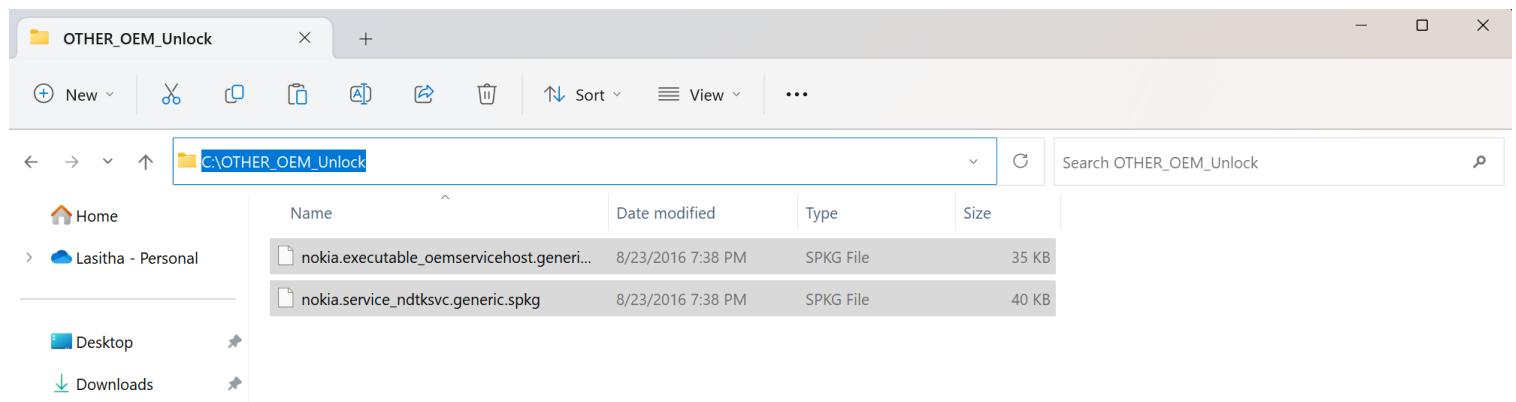 OTHER_OEM_Unlock
New Sort View
C:\OTHER_OEM_Unlock Search OTHER_OEM_Unlock
Home
Lasitha - Personal
Desktop
Downloads
Name Date modified Type Size
nokia.executable_oemservicehost.generi... 8/23/2016 7:38 PM SPKG File 35 KB
nokia.service_ndtksvc.generic.spkg 8/23/2016 7:38 PM SPKG File 40 KB